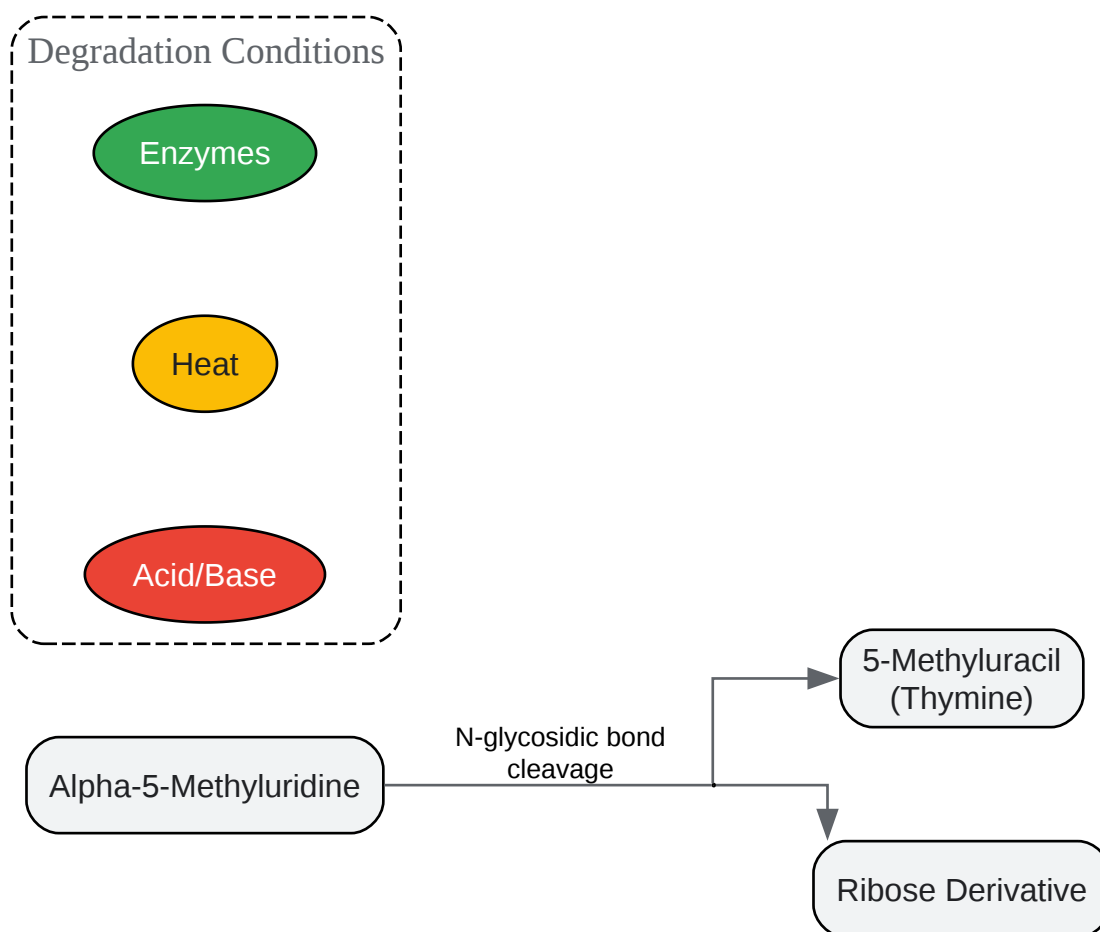 Degradation Conditions
Enzymes
Heat
Acid/Base
5-Methyluracil
(Thymine)
N-glycosidic bond
cleavage
Alpha-5-Methyluridine
Ribose Derivative